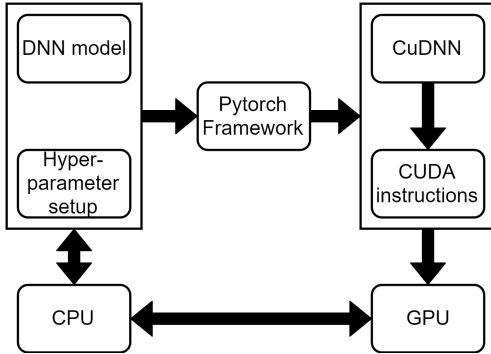 DNN model
Hyper-
parameter
setup
Pytorch
Framework
CuDNN
CUDA
instructions
CPU
GPU